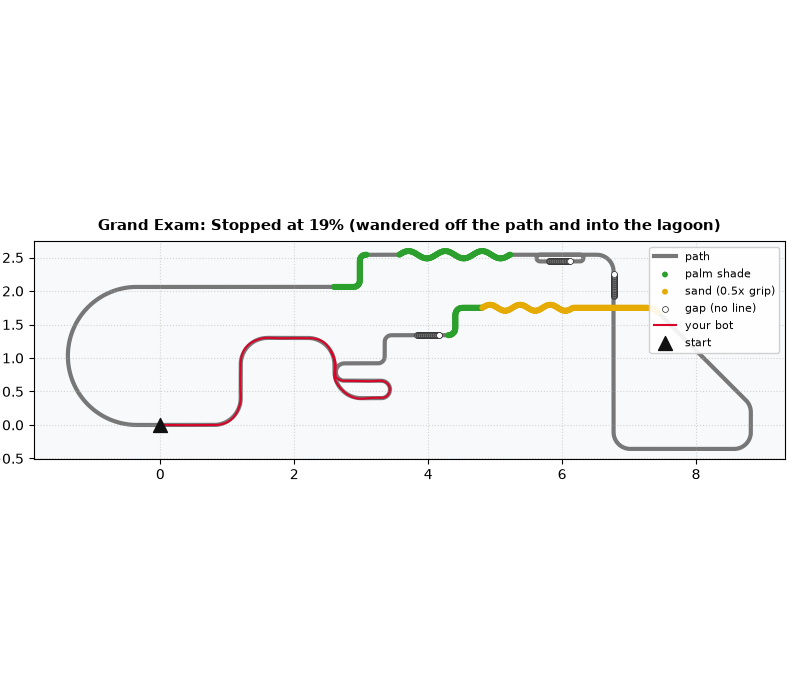 Grand Exam: Stopped at 19% (wandered off the path and into the lagoon)
2.5
2.0
1.5
1.0
0.5
0.0
0.5
0
2
4
6
8
path
palm shade
sand (0.5x grip)
gap (no line)
your bot
start